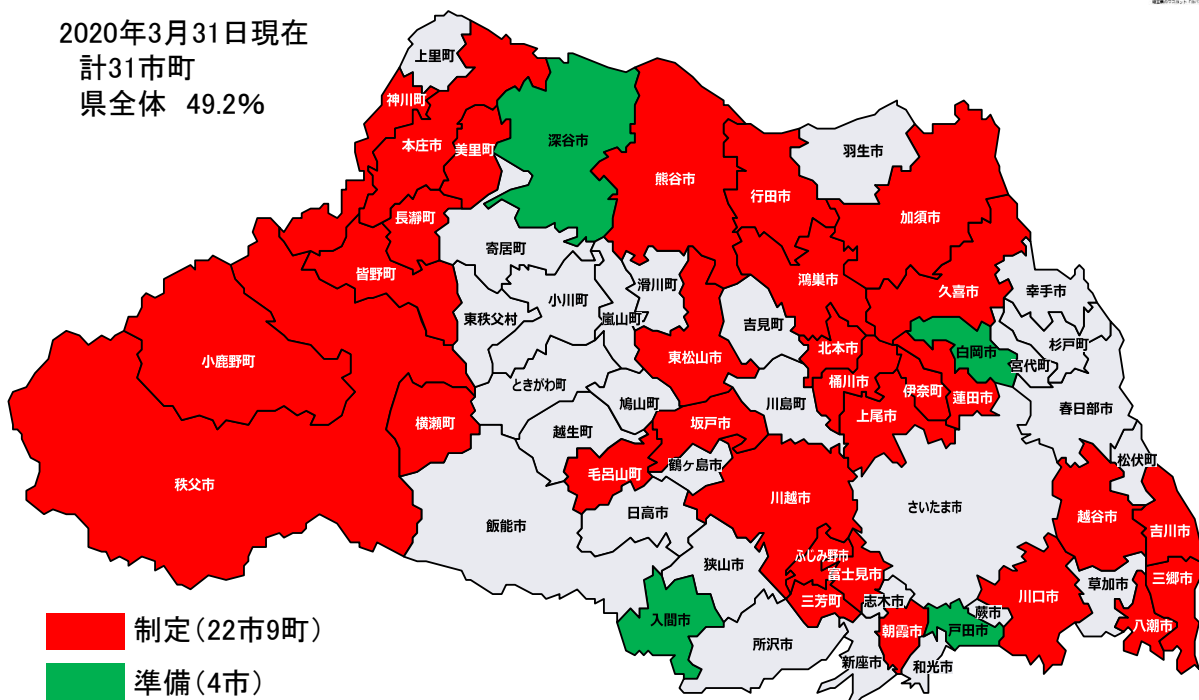 2020年3月31日現在
計31市町
県全体 49.2%
上里町
神川町
本庄市
美里町
深谷市
熊谷市
行田市
羽生市
加須市
長瀞町
皆野町
寄居町
小川町
東秩父村
嵐山町
滑川町
吉見町
鴻巣市
久喜市
幸手市
杉戸町
宮代町
白岡市
小鹿野町
東松山市
北本市
桶川市
伊奈町
蓮田市
上尾市
春日部市
松伏町
ときがわ町
鳩山町
川島町
横瀬町
越生町
坂戸市
鶴ヶ島市
毛呂山町
秩父市
川越市
さいたま市
越谷市
吉川市
飯能市
日高市
狭山市
ふじみ野市
富士見市
三芳町
志木市
入間市
所沢市
新座市
朝霞市
和光市
戸田市
蕨市
川口市
草加市
八潮市
三郷市
制定(22市9町)
準備(4市)